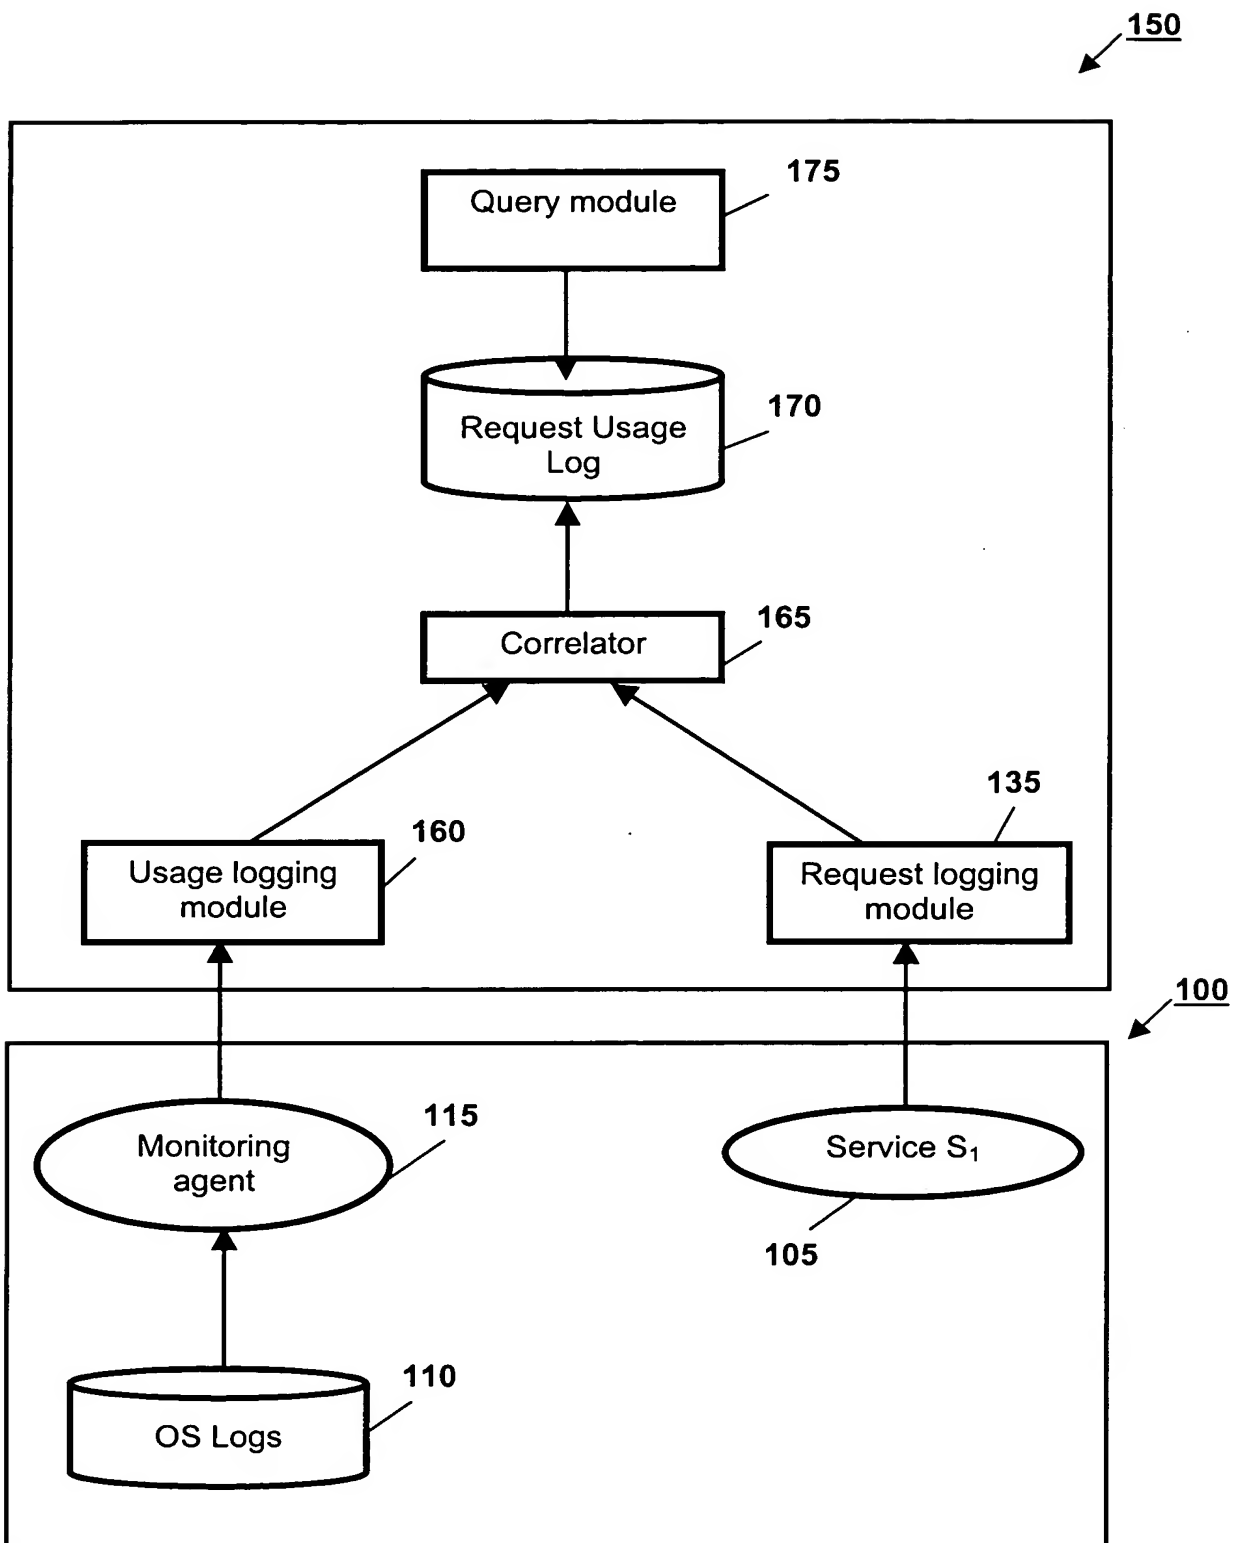 150
175
Query module
170
Request Usage
Log
165
Correlator
135
160
Usage logging
module
Request logging
module
100
115
Monitoring
agent
Service S₁
105
110
OS Logs